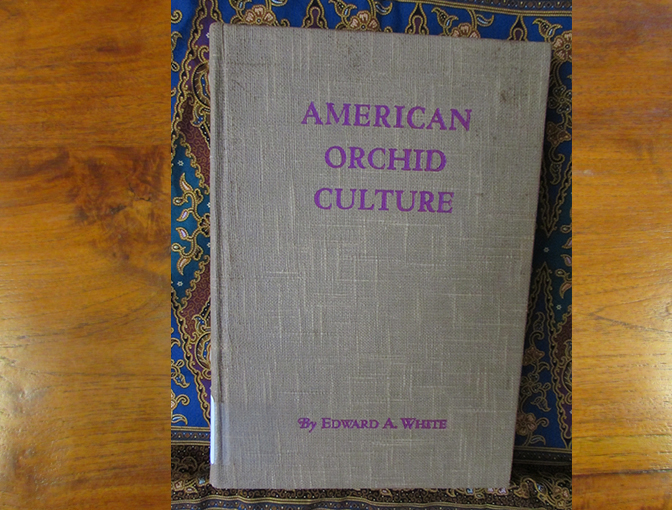 AMERICAN
ORCHID
CULTURE
By EDWARD A. WHITE